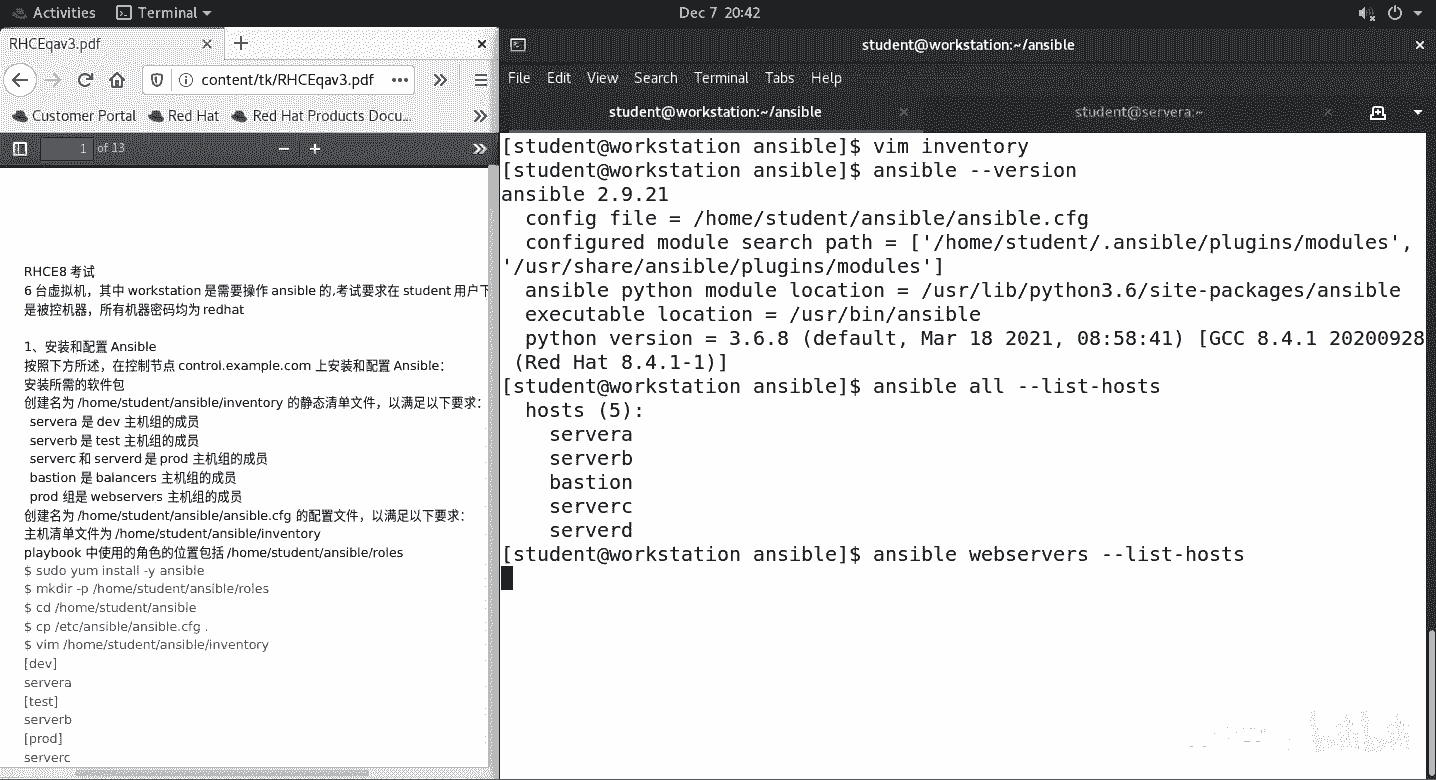 Activities
Terminal
Dec 7 20:42
RHCEqav3.pdf
content/tk/RHCEqav3.pdf
Customer Portal
Red Hat
Red Hat Products Docu...
1 of 13
RHCE8 考试
6 台虚拟机，其中 workstation 是需要操作 ansible 的,考试要求在 student 用户下
是被控机器，所有机器密码均为 redhat
1、安装和配置 Ansible
按照下方所述，在控制节点 control.example.com 上安装和配置 Ansible：
安装所需的软件包
创建名为 /home/student/ansible/inventory 的静态清单文件，以满足以下要求：
servera 是 dev 主机组的成员
serverb 是 test 主机组的成员
serverc 和 serverd 是 prod 主机组的成员
bastion 是 balancers 主机组的成员
prod 组是 webservers 主机组的成员
创建名为 /home/student/ansible/ansible.cfg 的配置文件，以满足以下要求：
主机清单文件为 /home/student/ansible/inventory
playbook 中使用的角色的位置包括 /home/student/ansible/roles
$ sudo yum install -y ansible
$ mkdir -p /home/student/ansible/roles
$ cd /home/student/ansible
$ cp /etc/ansible/ansible.cfg .
$ vim /home/student/ansible/inventory
[dev]
servera
[test]
serverb
[prod]
serverc
student@workstation:~/ansible
File Edit View Search Terminal Tabs Help
student@workstation:~/ansible
student@servera:~
[student@workstation ansible]$ vim inventory
[student@workstation ansible]$ ansible --version
ansible 2.9.21
config file = /home/student/ansible/ansible.cfg
configured module search path = ['/home/student/.ansible/plugins/modules',
'/usr/share/ansible/plugins/modules']
ansible python module location = /usr/lib/python3.6/site-packages/ansible
executable location = /usr/bin/ansible
python version = 3.6.8 (default, Mar 18 2021, 08:58:41) [GCC 8.4.1 20200928
(Red Hat 8.4.1-1)]
[student@workstation ansible]$ ansible all --list-hosts
hosts (5):
servera
serverb
bastion
serverc
serverd
[student@workstation ansible]$ ansible webservers --list-hosts